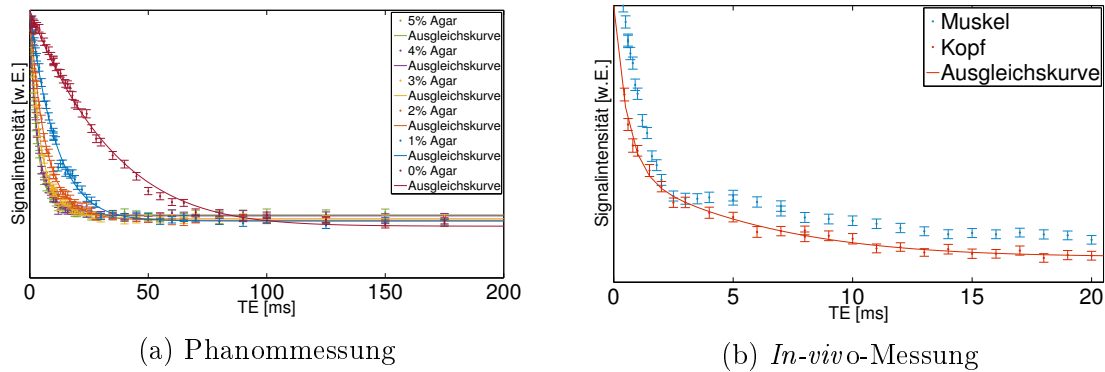 Signalintensität [w.E.]
5% Agar
Ausgleichskurve
4% Agar
Ausgleichskurve
3% Agar
Ausgleichskurve
2% Agar
Ausgleichskurve
1% Agar
Ausgleichskurve
0% Agar
Ausgleichskurve
0 50 100 150 200
TE [ms]
(a) Phanommessung
Signalintensität [w.E.]
Muskel
Kopf
Ausgleichskurve
0 5 10 15 20
TE [ms]
(b) In-vivo-Messung